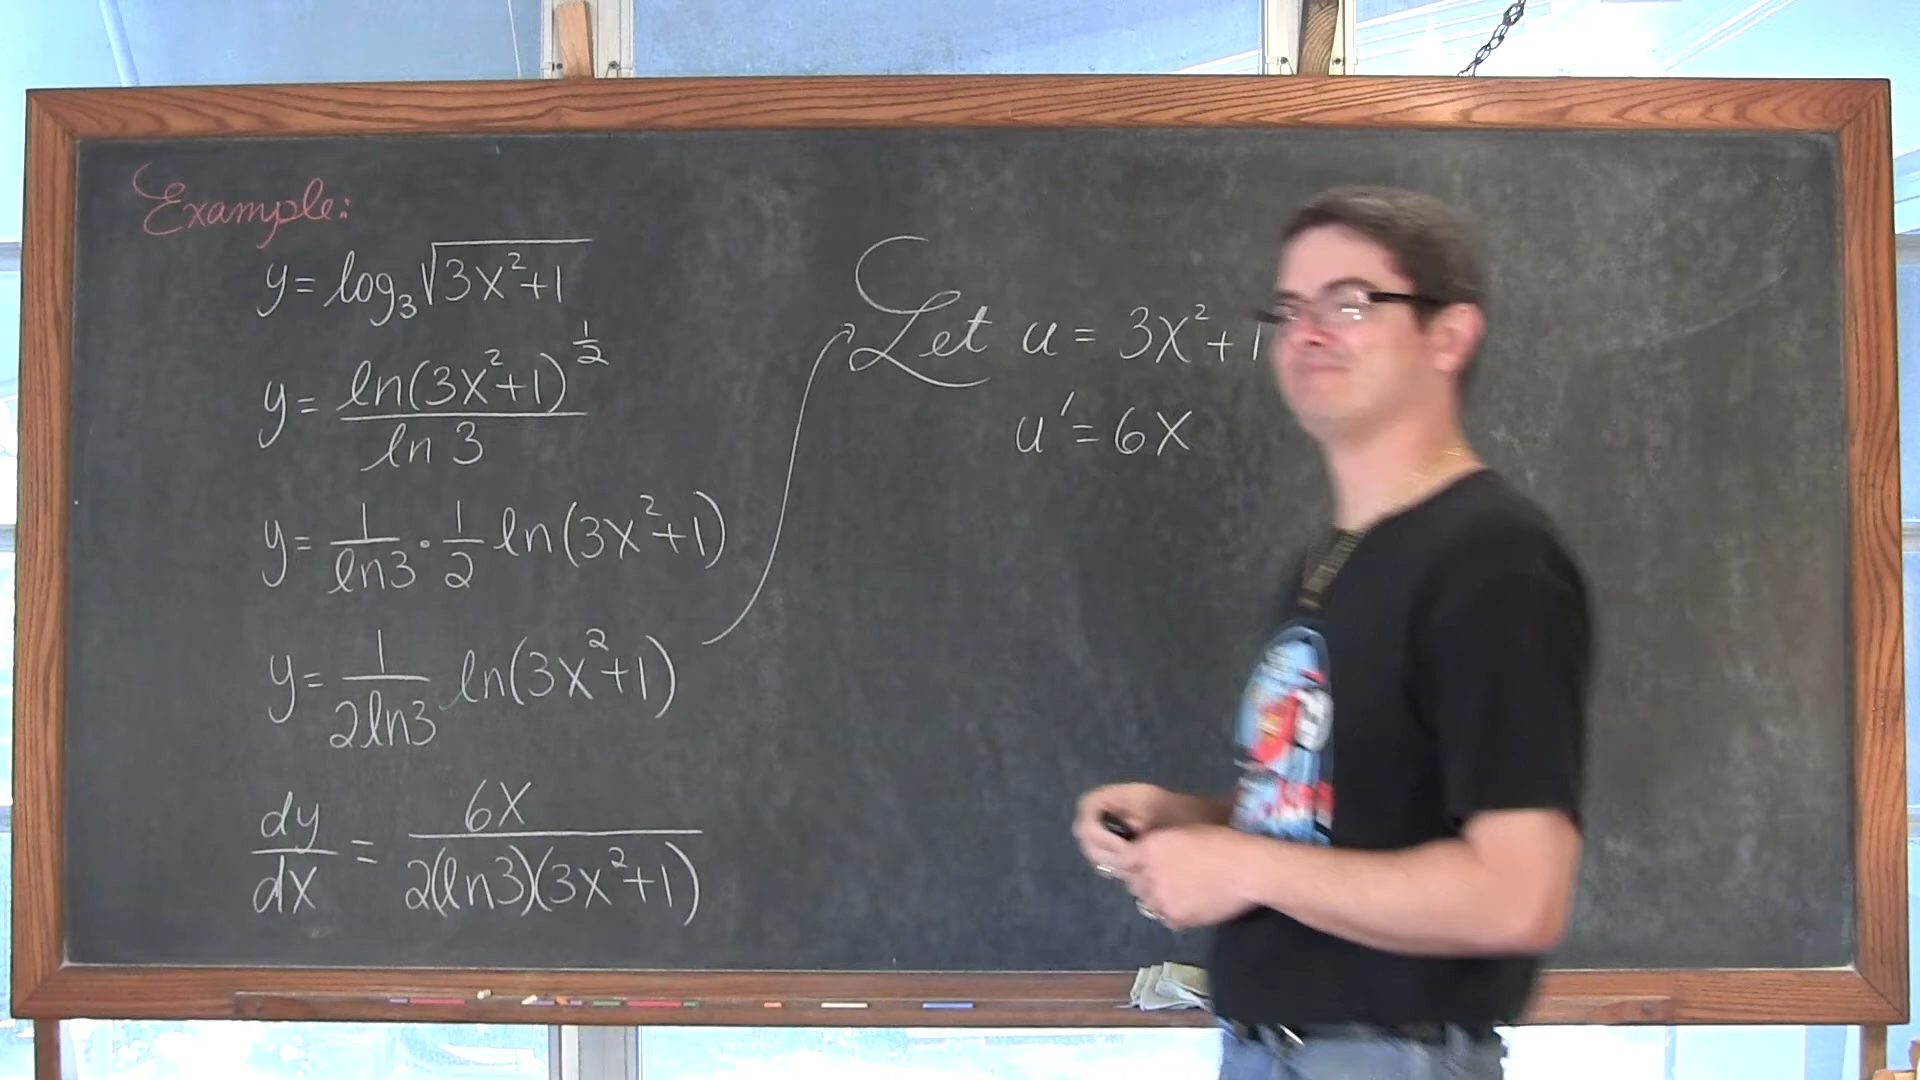 Example:
y = log₃√(3x²+1)
y = ln(3x²+1)^(1/2) / ln 3
y = 1/ln3 · 1/2 ln(3x²+1)
y = 1/2ln3 ln(3x²+1)
dy/dx = 6x / 2(ln3)(3x²+1)
Let u = 3x²+1
u' = 6x